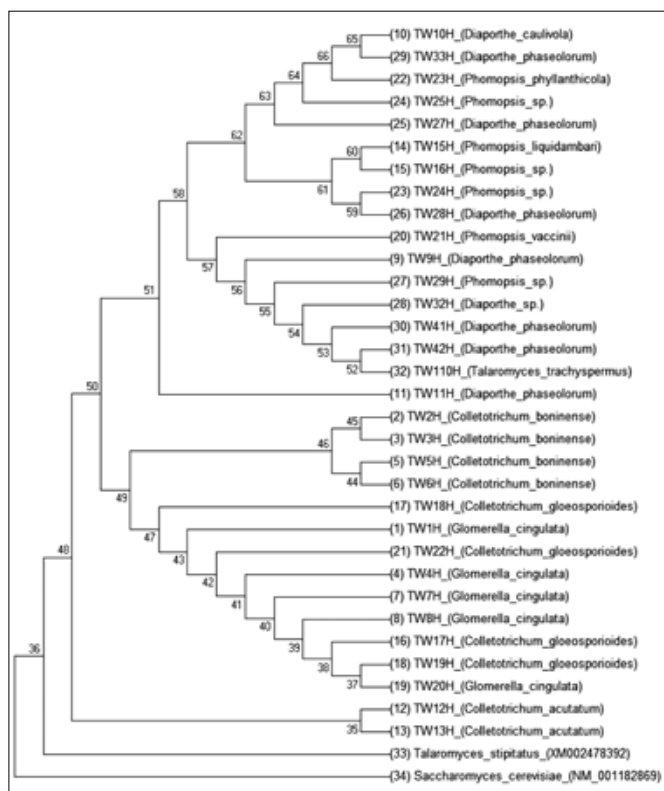 65
(10) TW10H_(Diaporthe_caulivola)
66
(29) TW33H_(Diaporthe_phaseolorum)
64
(22) TW23H_(Phomopsis_phyllanthicola)
63
(24) TW25H_(Phomopsis_sp.)
(25) TW27H_(Diaporthe_phaseolorum)
62
60
(14) TW15H_(Phomopsis_liquidambari)
(15) TW16H_(Phomopsis_sp.)
61
(23) TW24H_(Phomopsis_sp.)
58
59
(26) TW28H_(Diaporthe_phaseolorum)
(20) TW21H_(Phomopsis_vaccinii)
57
(9) TW9H_(Diaporthe_phaseolorum)
56
(27) TW29H_(Phomopsis_sp.)
51
55
(28) TW32H_(Diaporthe_sp.)
54
(30) TW41H_(Diaporthe_phaseolorum)
53
(31) TW42H_(Diaporthe_phaseolorum)
52
(32) TW110H_(Talaromyces_trachyspermus)
50
(11) TW11H_(Diaporthe_phaseolorum)
45
(2) TW2H_(Colletotrichum_boninense)
46
(3) TW3H_(Colletotrichum_boninense)
(5) TW5H_(Colletotrichum_boninense)
44
(6) TW6H_(Colletotrichum_boninense)
49
(17) TW18H_(Colletotrichum_gloeosporioides)
47
(1) TW1H_(Glomerella_cingulata)
43
(21) TW22H_(Colletotrichum_gloeosporioides)
48
42
(4) TW4H_(Glomerella_cingulata)
41
(7) TW7H_(Glomerella_cingulata)
40
(8) TW8H_(Glomerella_cingulata)
36
39
(16) TW17H_(Colletotrichum_gloeosporioides)
38
(18) TW19H_(Colletotrichum_gloeosporioides)
37
(19) TW20H_(Glomerella_cingulata)
(12) TW12H_(Colletotrichum_acutatum)
35
(13) TW13H_(Colletotrichum_acutatum)
(33) Talaromyces_stipitatus_(XM002478392)
(34) Saccharomyces_cerevisiae_(NM_001182869)